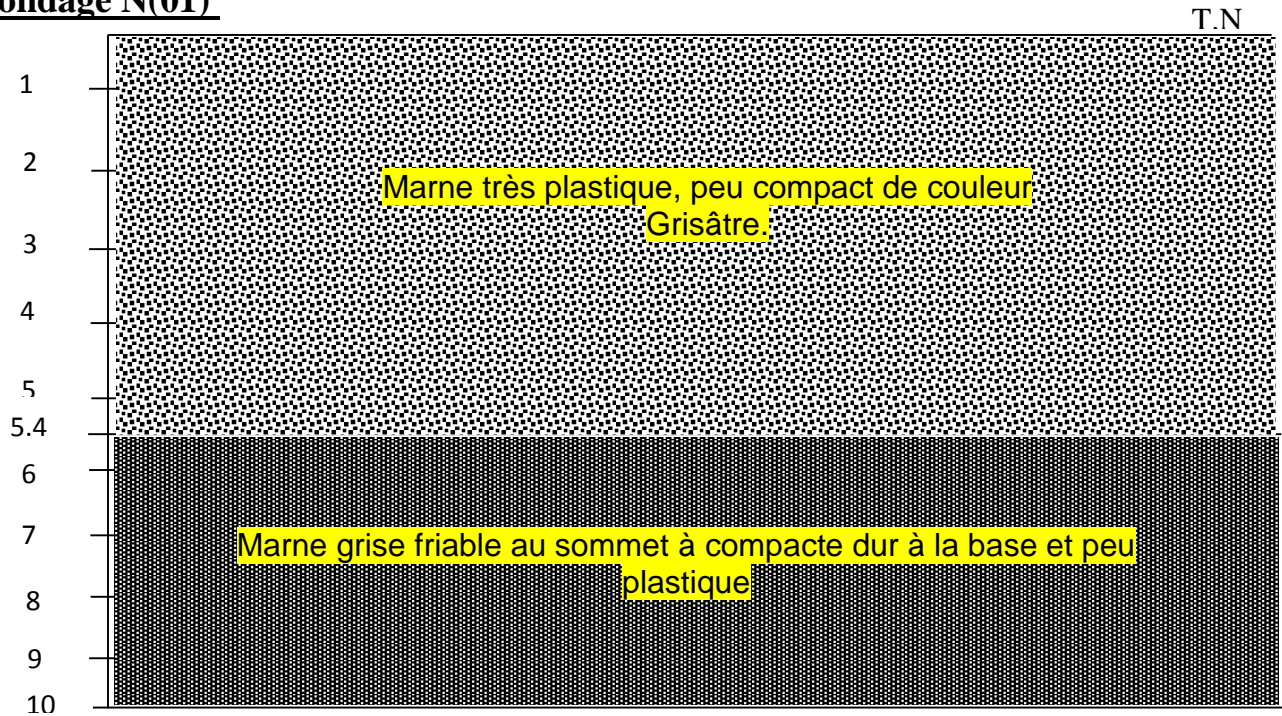 ondage N(01)
T.N
1
2
Marne très plastique, peu compact de couleur
Grisâtre.
3
4
5
5.4
6
7
Marne grise friable au sommet à compacte dur à la base et peu
plastique
8
9
10